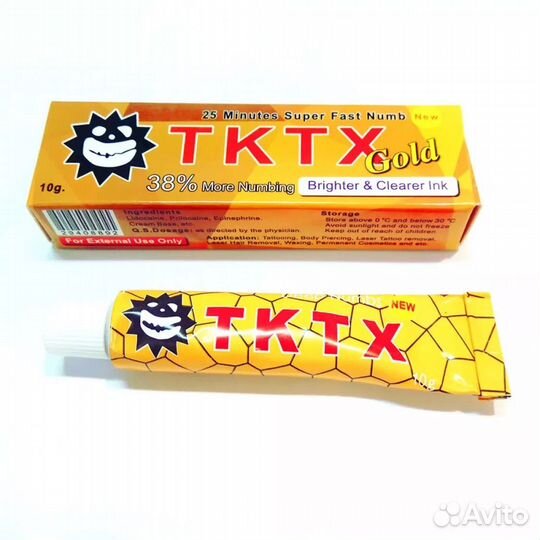 25 Minutes Super Fast Numb New
TKTX Gold
10g. 38% More Numbing Brighter & Clearer Ink
Ingredients
Lidocaine, Prilocaine, Epinephrine,
Cream Base, etc.
Q.S.Dosage: as directed by the physician.
For External Use Only
Storage
Store above 0 °C and below 30 °C
Avoid sunlight and do not freeze
Keep out of reach of children
Application: Tattooing, Body Piercing, Laser Tattoo removal,
Laser Hair Removal, Waxing, Permanent Cosmetics and etc.
NEW
TKTX
10g
Avito